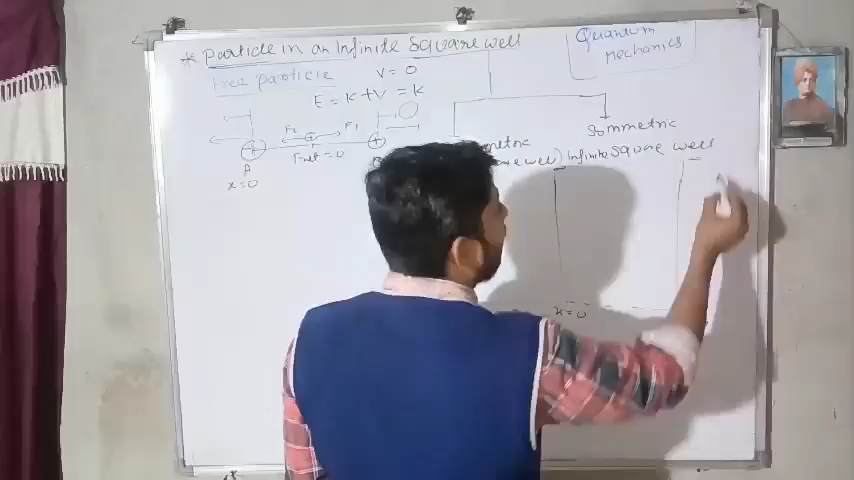 * Particle in an Infinite Square well
Quantum
Mechanics
Free particle
V = 0
E = K + V = K
F2
F1
Fnet = 0
A
x = 0
Symmetric
Infinite Square well
x = 0